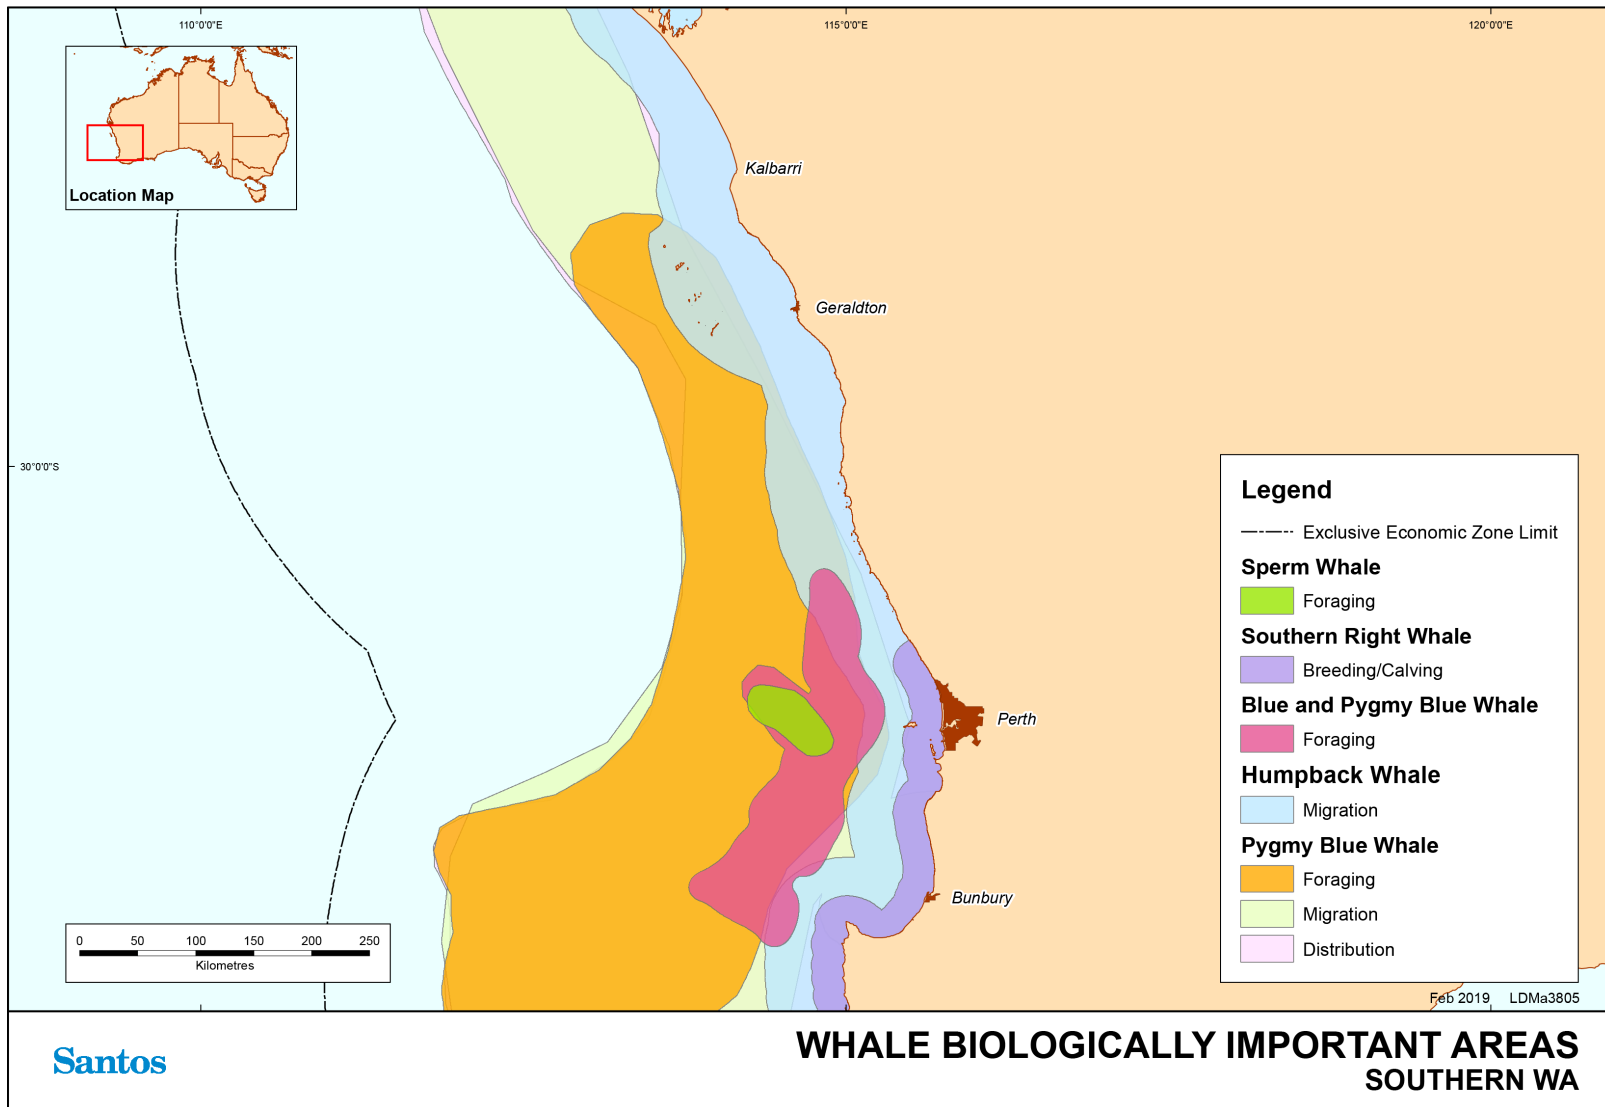 110°0'0"E
115°0'0"E
120°0'0"E
Location Map
Kalbarri
Geraldton
30°0'0"S
Legend
Exclusive Economic Zone Limit
Sperm Whale
Foraging
Southern Right Whale
Breeding/Calving
Blue and Pygmy Blue Whale
Foraging
Humpback Whale
Migration
Pygmy Blue Whale
Foraging
Migration
Distribution
Perth
Bunbury
0 50 100 150 200 250
Kilometres
Feb 2019 LDMa3805
Santos
WHALE BIOLOGICALLY IMPORTANT AREAS
SOUTHERN WA